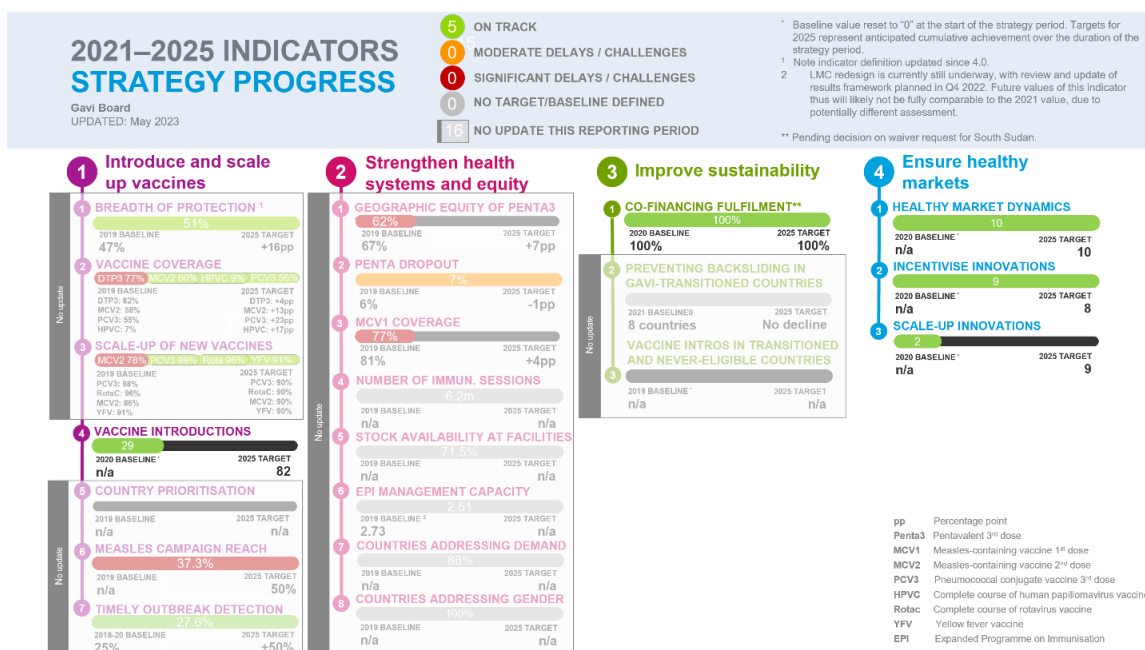 2021–2025 INDICATORS
STRATEGY PROGRESS
Gavi Board
UPDATED: May 2023
5 ON TRACK
0 MODERATE DELAYS / CHALLENGES
0 SIGNIFICANT DELAYS / CHALLENGES
0 NO TARGET/BASELINE DEFINED
16 NO UPDATE THIS REPORTING PERIOD
* Baseline value reset to "0" at the start of the strategy period. Targets for
2025 represent anticipated cumulative achievement over the duration of the
strategy period.
† Note indicator definition updated since 4.0.
2 LMC redesign is currently still underway, with review and update of
results framework planned in Q4 2022. Future values of this indicator
thus will likely not be fully comparable to the 2021 value, due to
potentially different assessment.
** Pending decision on waiver request for South Sudan.
1 Introduce and scale
up vaccines
No update
1 BREADTH OF PROTECTION ¹
51%
2019 BASELINE 2025 TARGET
47% +16pp
2 VACCINE COVERAGE
DTP3 77% MCV2 60% HPVC 9% PCV3 56%
2019 BASELINE 2025 TARGET
DTP3: 82% DTP3: +4pp
MCV2: 58% MCV2: +13pp
PCV3: 55% PCV3: +23pp
HPVC: 7% HPVC: +17pp
3 SCALE-UP OF NEW VACCINES
MCV2 78% PCV3 98% Rota 96% YFV 91%
2019 BASELINE 2025 TARGET
PCV3: 98% PCV3: 90%
RotaC: 96% RotaC: 90%
MCV2: 86% MCV2: 90%
YFV: 91% YFV: 90%
4 VACCINE INTRODUCTIONS
29
2020 BASELINE * 2025 TARGET
n/a 82
No update
5 COUNTRY PRIORITISATION
2019 BASELINE 2025 TARGET
n/a n/a
6 MEASLES CAMPAIGN REACH
37.3%
2019 BASELINE 2025 TARGET
n/a 50%
7 TIMELY OUTBREAK DETECTION
27.6%
2018-20 BASELINE 2025 TARGET
25% +50%
2 Strengthen health
systems and equity
No update
1 GEOGRAPHIC EQUITY OF PENTA3
62%
2019 BASELINE 2025 TARGET
67% +7pp
2 PENTA DROPOUT
7%
2019 BASELINE 2025 TARGET
6% -1pp
3 MCV1 COVERAGE
77%
2019 BASELINE 2025 TARGET
81% +4pp
4 NUMBER OF IMMUN. SESSIONS
6.2m
2019 BASELINE 2025 TARGET
n/a n/a
5 STOCK AVAILABILITY AT FACILITIES
71.5%
2019 BASELINE 2025 TARGET
n/a n/a
6 EPI MANAGEMENT CAPACITY
2.51
2019 BASELINE ² 2025 TARGET
2.73 n/a
7 COUNTRIES ADDRESSING DEMAND
86%
2019 BASELINE 2025 TARGET
n/a n/a
8 COUNTRIES ADDRESSING GENDER
100%
2019 BASELINE 2025 TARGET
n/a n/a
3 Improve sustainability
1 CO-FINANCING FULFILMENT**
100%
2020 BASELINE 2025 TARGET
100% 100%
No update
2 PREVENTING BACKSLIDING IN
GAVI-TRANSITIONED COUNTRIES
2021 BASELINE0 2025 TARGET
8 countries No decline
VACCINE INTROS IN TRANSITIONED
AND NEVER-ELIGIBLE COUNTRIES
3
2019 BASELINE * 2025 TARGET
n/a n/a
4 Ensure healthy
markets
1 HEALTHY MARKET DYNAMICS
10
2020 BASELINE * 2025 TARGET
n/a 10
2 INCENTIVISE INNOVATIONS
9
2020 BASELINE * 2025 TARGET
n/a 8
3 SCALE-UP INNOVATIONS
2
2020 BASELINE * 2025 TARGET
n/a 9
pp Percentage point
Penta3 Pentavalent 3rd dose
MCV1 Measles-containing vaccine 1st dose
MCV2 Measles-containing vaccine 2nd dose
PCV3 Pneumococcal conjugate vaccine 3rd dose
HPVC Complete course of human papillomavirus vaccine
Rotac Complete course of rotavirus vaccine
YFV Yellow fever vaccine
EPI Expanded Programme on Immunisation